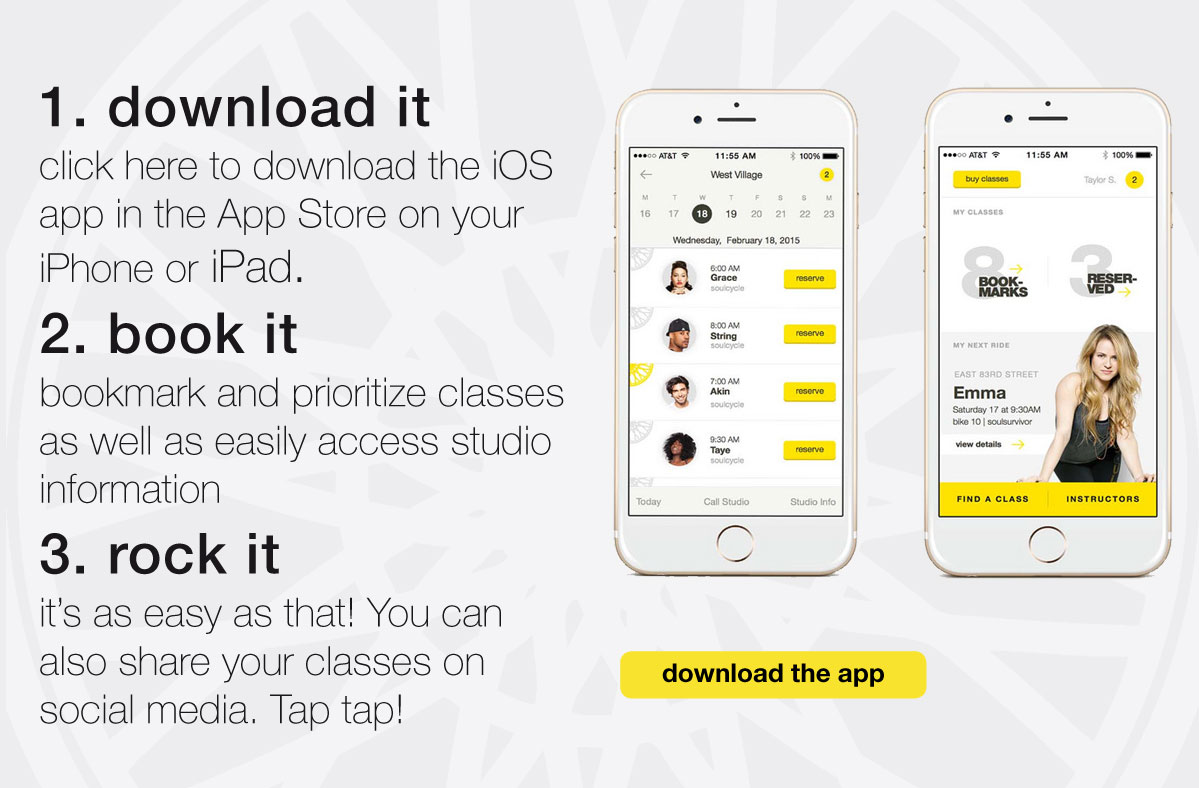 1. download it
click here to download the iOS
app in the App Store on your
iPhone or iPad.
2. book it
bookmark and prioritize classes
as well as easily access studio
information
3. rock it
it's as easy as that! You can
also share your classes on
social media. Tap tap!
AT&T 11:55 AM 100%
West Village 2
M T W T F S S M
16 17 18 19 20 21 22 23
Wednesday, February 18, 2015
6:00 AM
Grace
soulcycle
reserve
8:00 AM
String
soulcycle
reserve
7:00 AM
Akin
soulcycle
reserve
9:30 AM
Taye
soulcycle
reserve
Today Call Studio Studio Info
AT&T 11:55 AM 100%
buy classes Taylor S. 2
MY CLASSES
8
BOOK-
MARKS
3
RESER-
VED
MY NEXT RIDE
EAST 83RD STREET
Emma
Saturday 17 at 9:30AM
bike 10 | soulsurvivor
view details
FIND A CLASS INSTRUCTORS
download the app